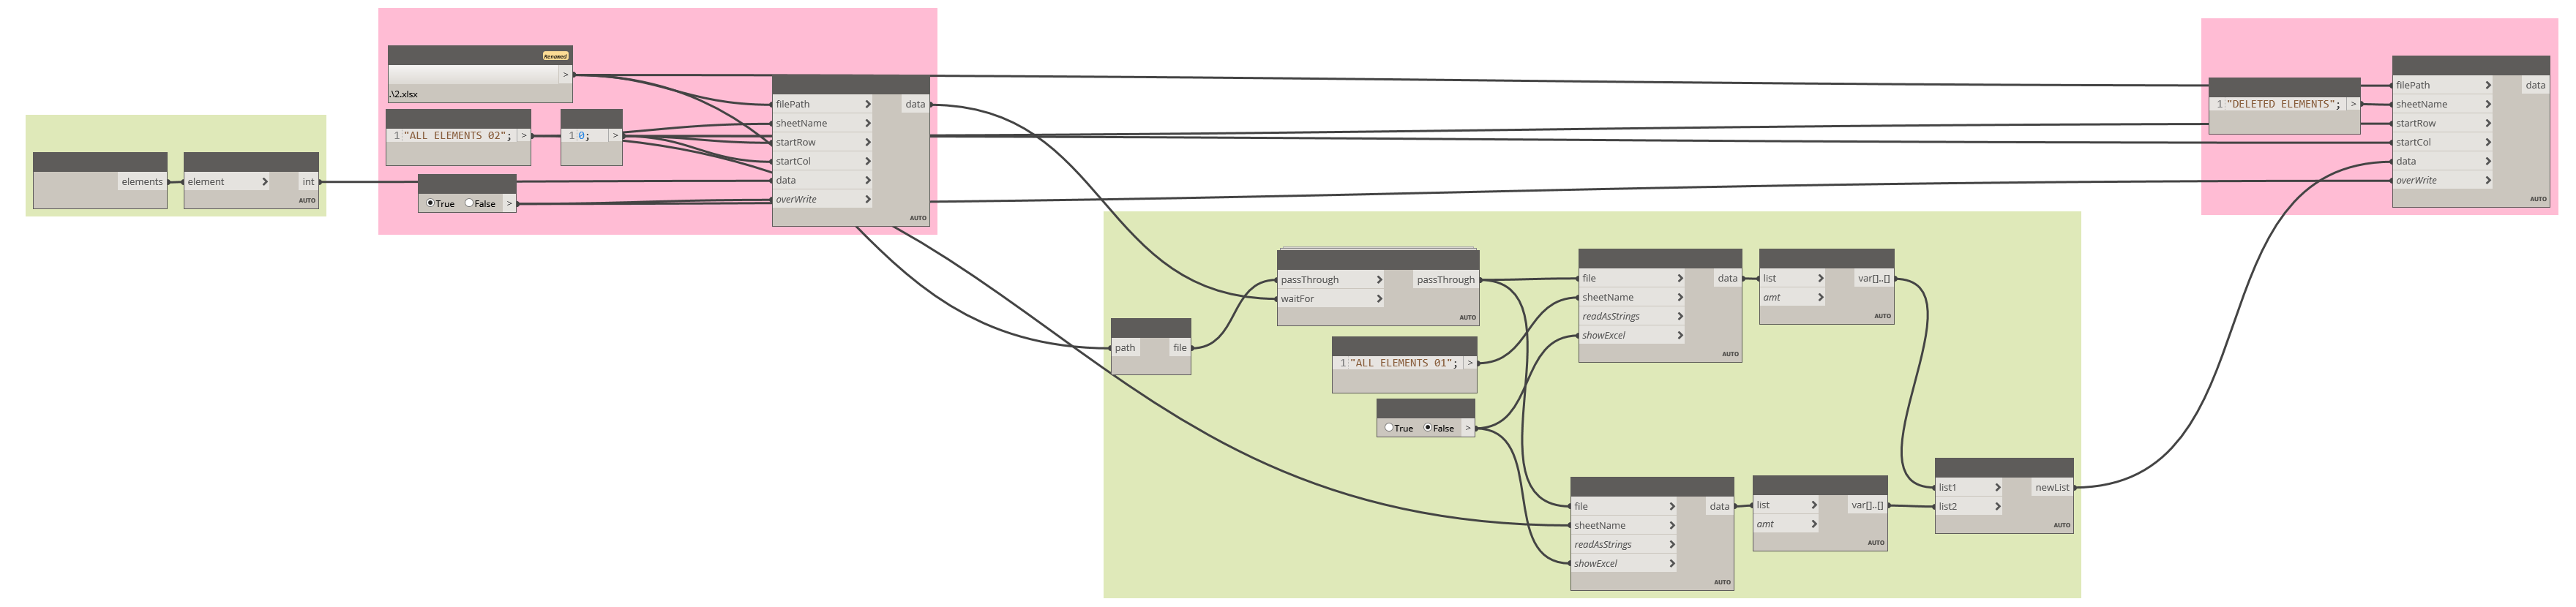 elements
element > int
AUTO
Renamed
>
.\2.xlsx
1 "ALL ELEMENTS 02"; >
1 0; >
True False >
filePath > data
sheetName >
startRow >
startCol >
data >
overWrite >
AUTO
path file
passThrough > passThrough
waitFor >
AUTO
1 "ALL ELEMENTS 01"; >
True False >
file > data
sheetName >
readAsStrings >
showExcel >
AUTO
list > var[]..[]
amt >
AUTO
file > data
sheetName >
readAsStrings >
showExcel >
AUTO
list > var[]..[]
amt >
AUTO
list1 > newList
list2 >
AUTO
1 "DELETED ELEMENTS"; >
filePath > data
sheetName >
startRow >
startCol >
data >
overWrite >
AUTO